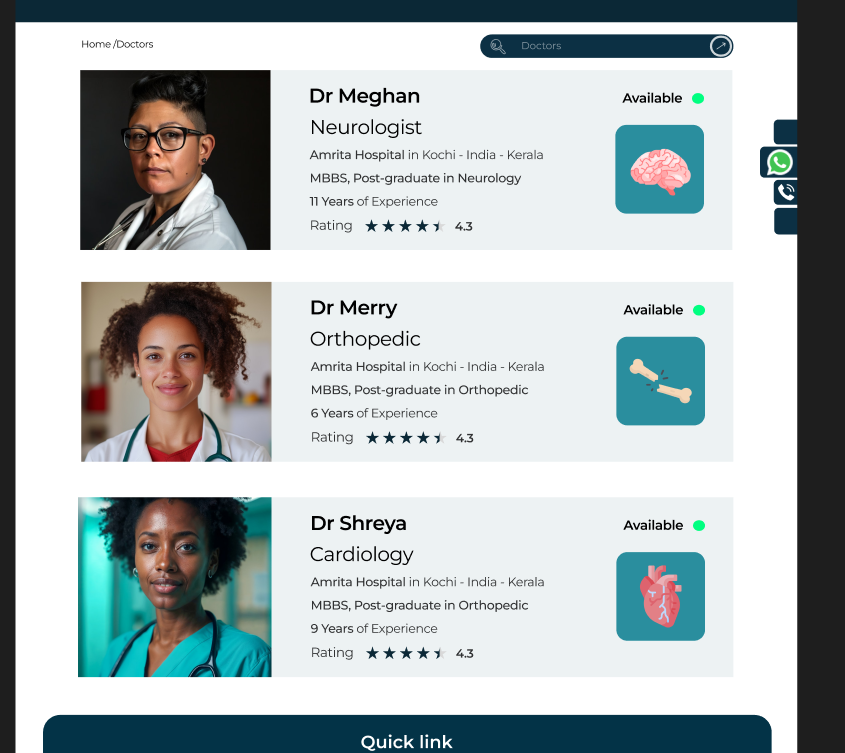 Home /Doctors
Doctors
Dr Meghan
Available
Neurologist
Amrita Hospital in Kochi - India - Kerala
MBBS, Post-graduate in Neurology
11 Years of Experience
Rating 4.3
Dr Merry
Available
Orthopedic
Amrita Hospital in Kochi - India - Kerala
MBBS, Post-graduate in Orthopedic
6 Years of Experience
Rating 4.3
Dr Shreya
Available
Cardiology
Amrita Hospital in Kochi - India - Kerala
MBBS, Post-graduate in Orthopedic
9 Years of Experience
Rating 4.3
Quick link